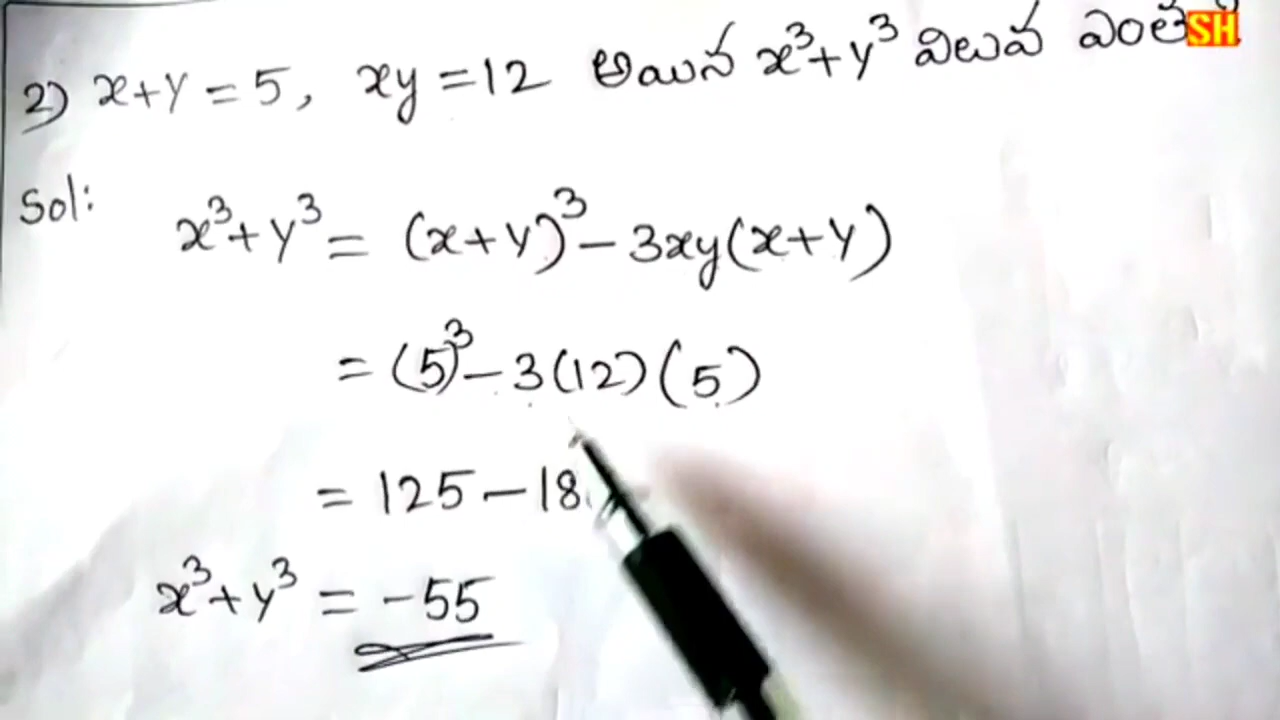 2) x+y = 5, xy = 12 అయిన x³+y³ విలువ ఎంత SH
Sol: x³+y³ = (x+y)³ - 3xy(x+y)
= (5)³ - 3(12)(5)
= 125 - 18
x³+y³ = -55